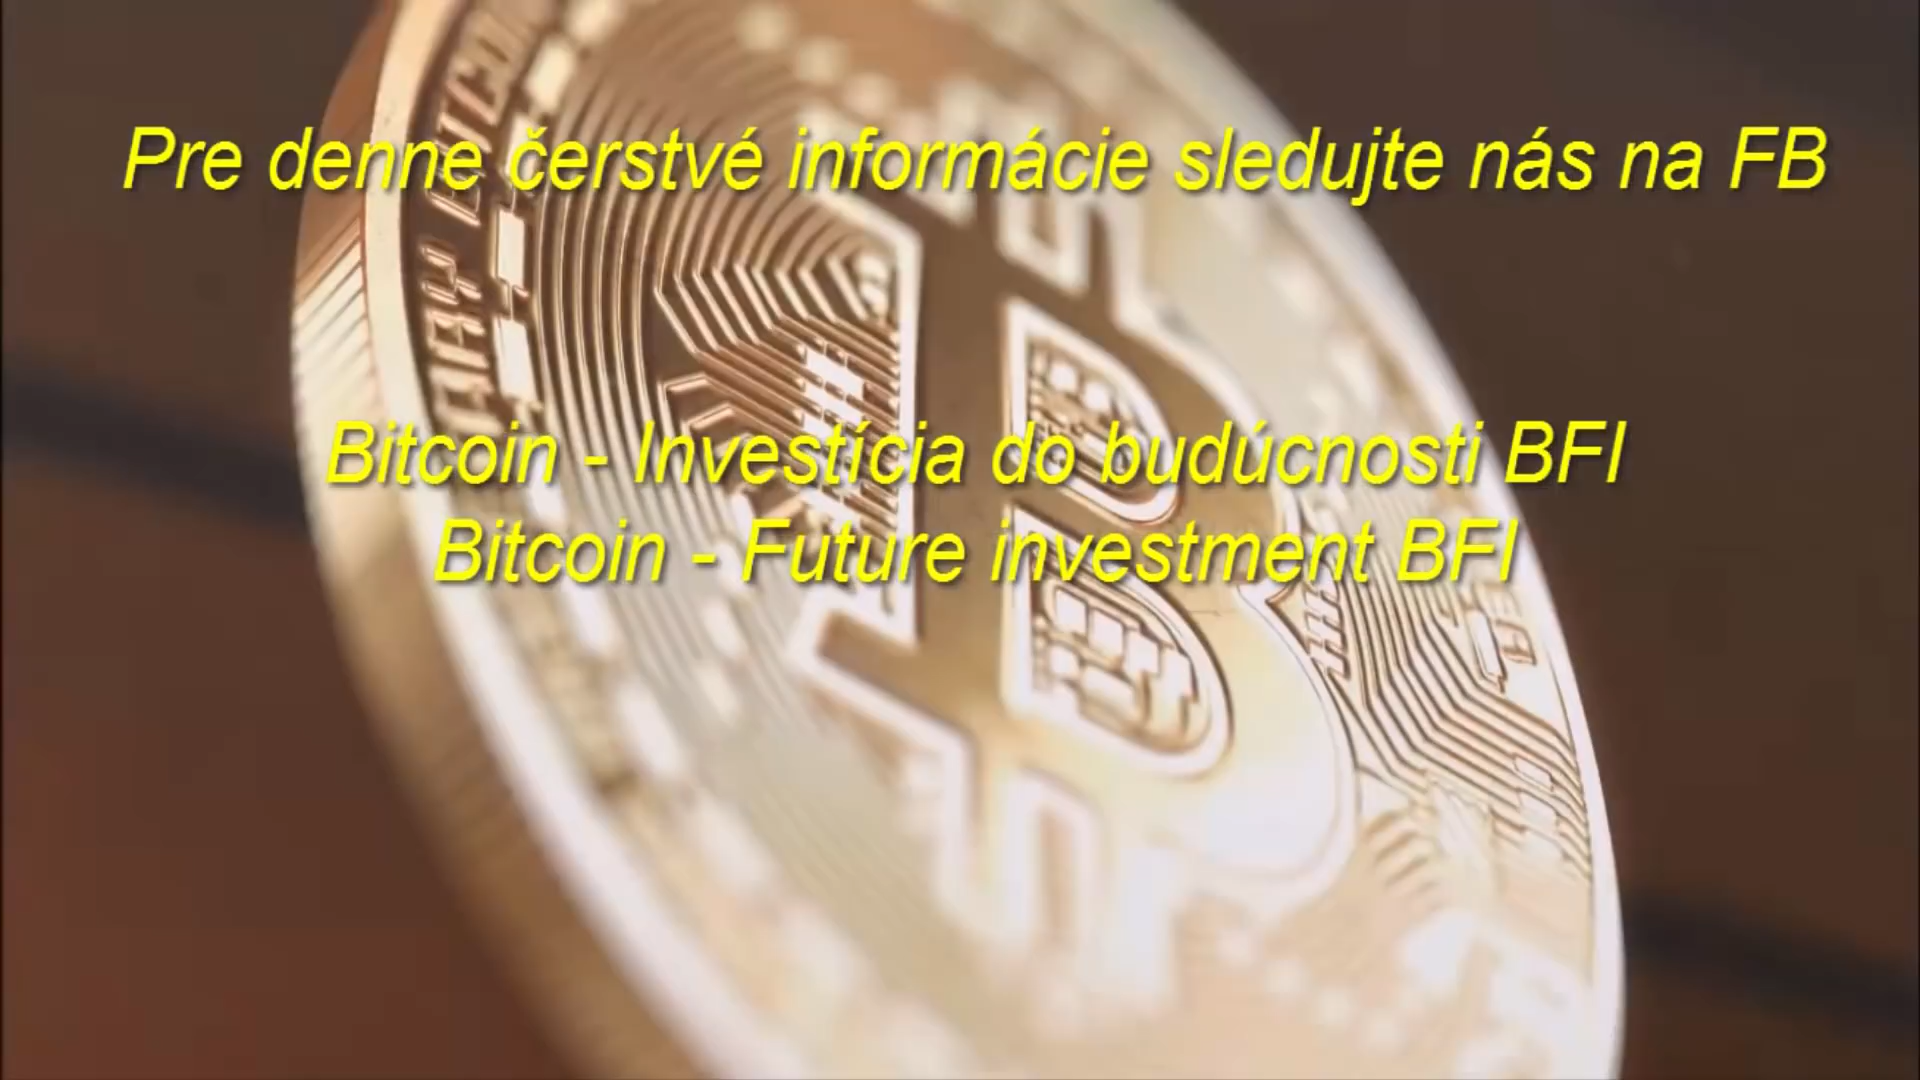 Pre denne čerstvé informácie sledujte nás na FB
Bitcoin - Investícia do budúcnosti BFI
Bitcoin - Future investment BFI